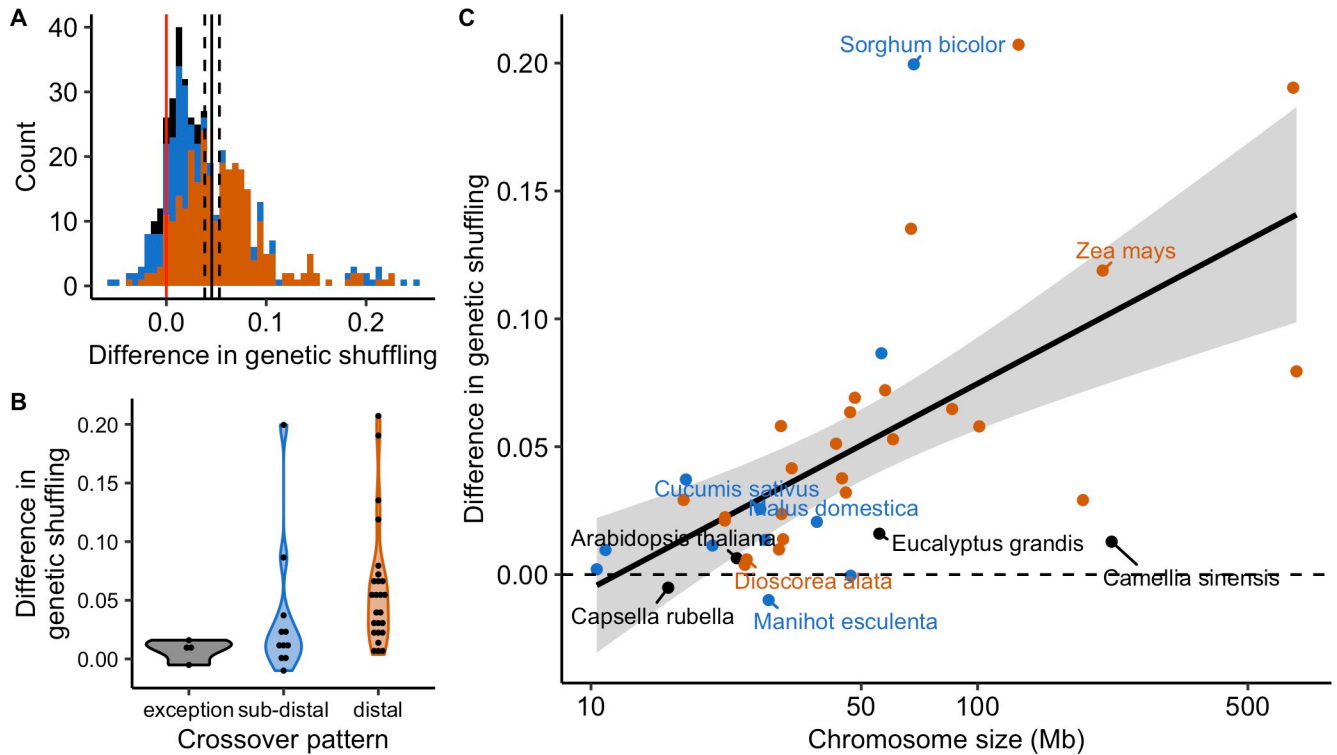 A
40
30
20
10
0
Count
0.0
0.1
0.2
Difference in genetic shuffling
B
0.20
0.15
0.10
0.05
0.00
Difference in
genetic shuffling
exception
sub-distal
distal
Crossover pattern
C
0.20
0.15
0.10
0.05
0.00
Difference in genetic shuffling
Sorghum bicolor
Zea mays
Cucumis sativus
Malus domestica
Arabidopsis thaliana
Eucalyptus grandis
Dioscorea alata
Camellia sinensis
Capsella rubella
Manihot esculenta
10
50
100
500
Chromosome size (Mb)